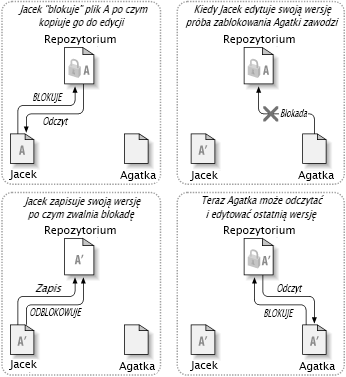 Jacek "blokuje" plik A po czym
kopiuje go do edycji
Repozytorium
A
BLOKUJE
Odczyt
A
Jacek
Agatka
Kiedy Jacek edytuje swoją wersję
próba zablokowania Agatki zawodzi
Repozytorium
A
Blokada
A'
Jacek
Agatka
Jacek zapisuje swoją wersję
po czym zwalnia blokadę
Repozytorium
A'
Zapis
ODBLOKOWUJE
A'
Jacek
Agatka
Teraz Agatka może odczytać
i edytować ostatnią wersję
Repozytorium
A'
Odczyt
BLOKUJE
A'
A'
Jacek
Agatka